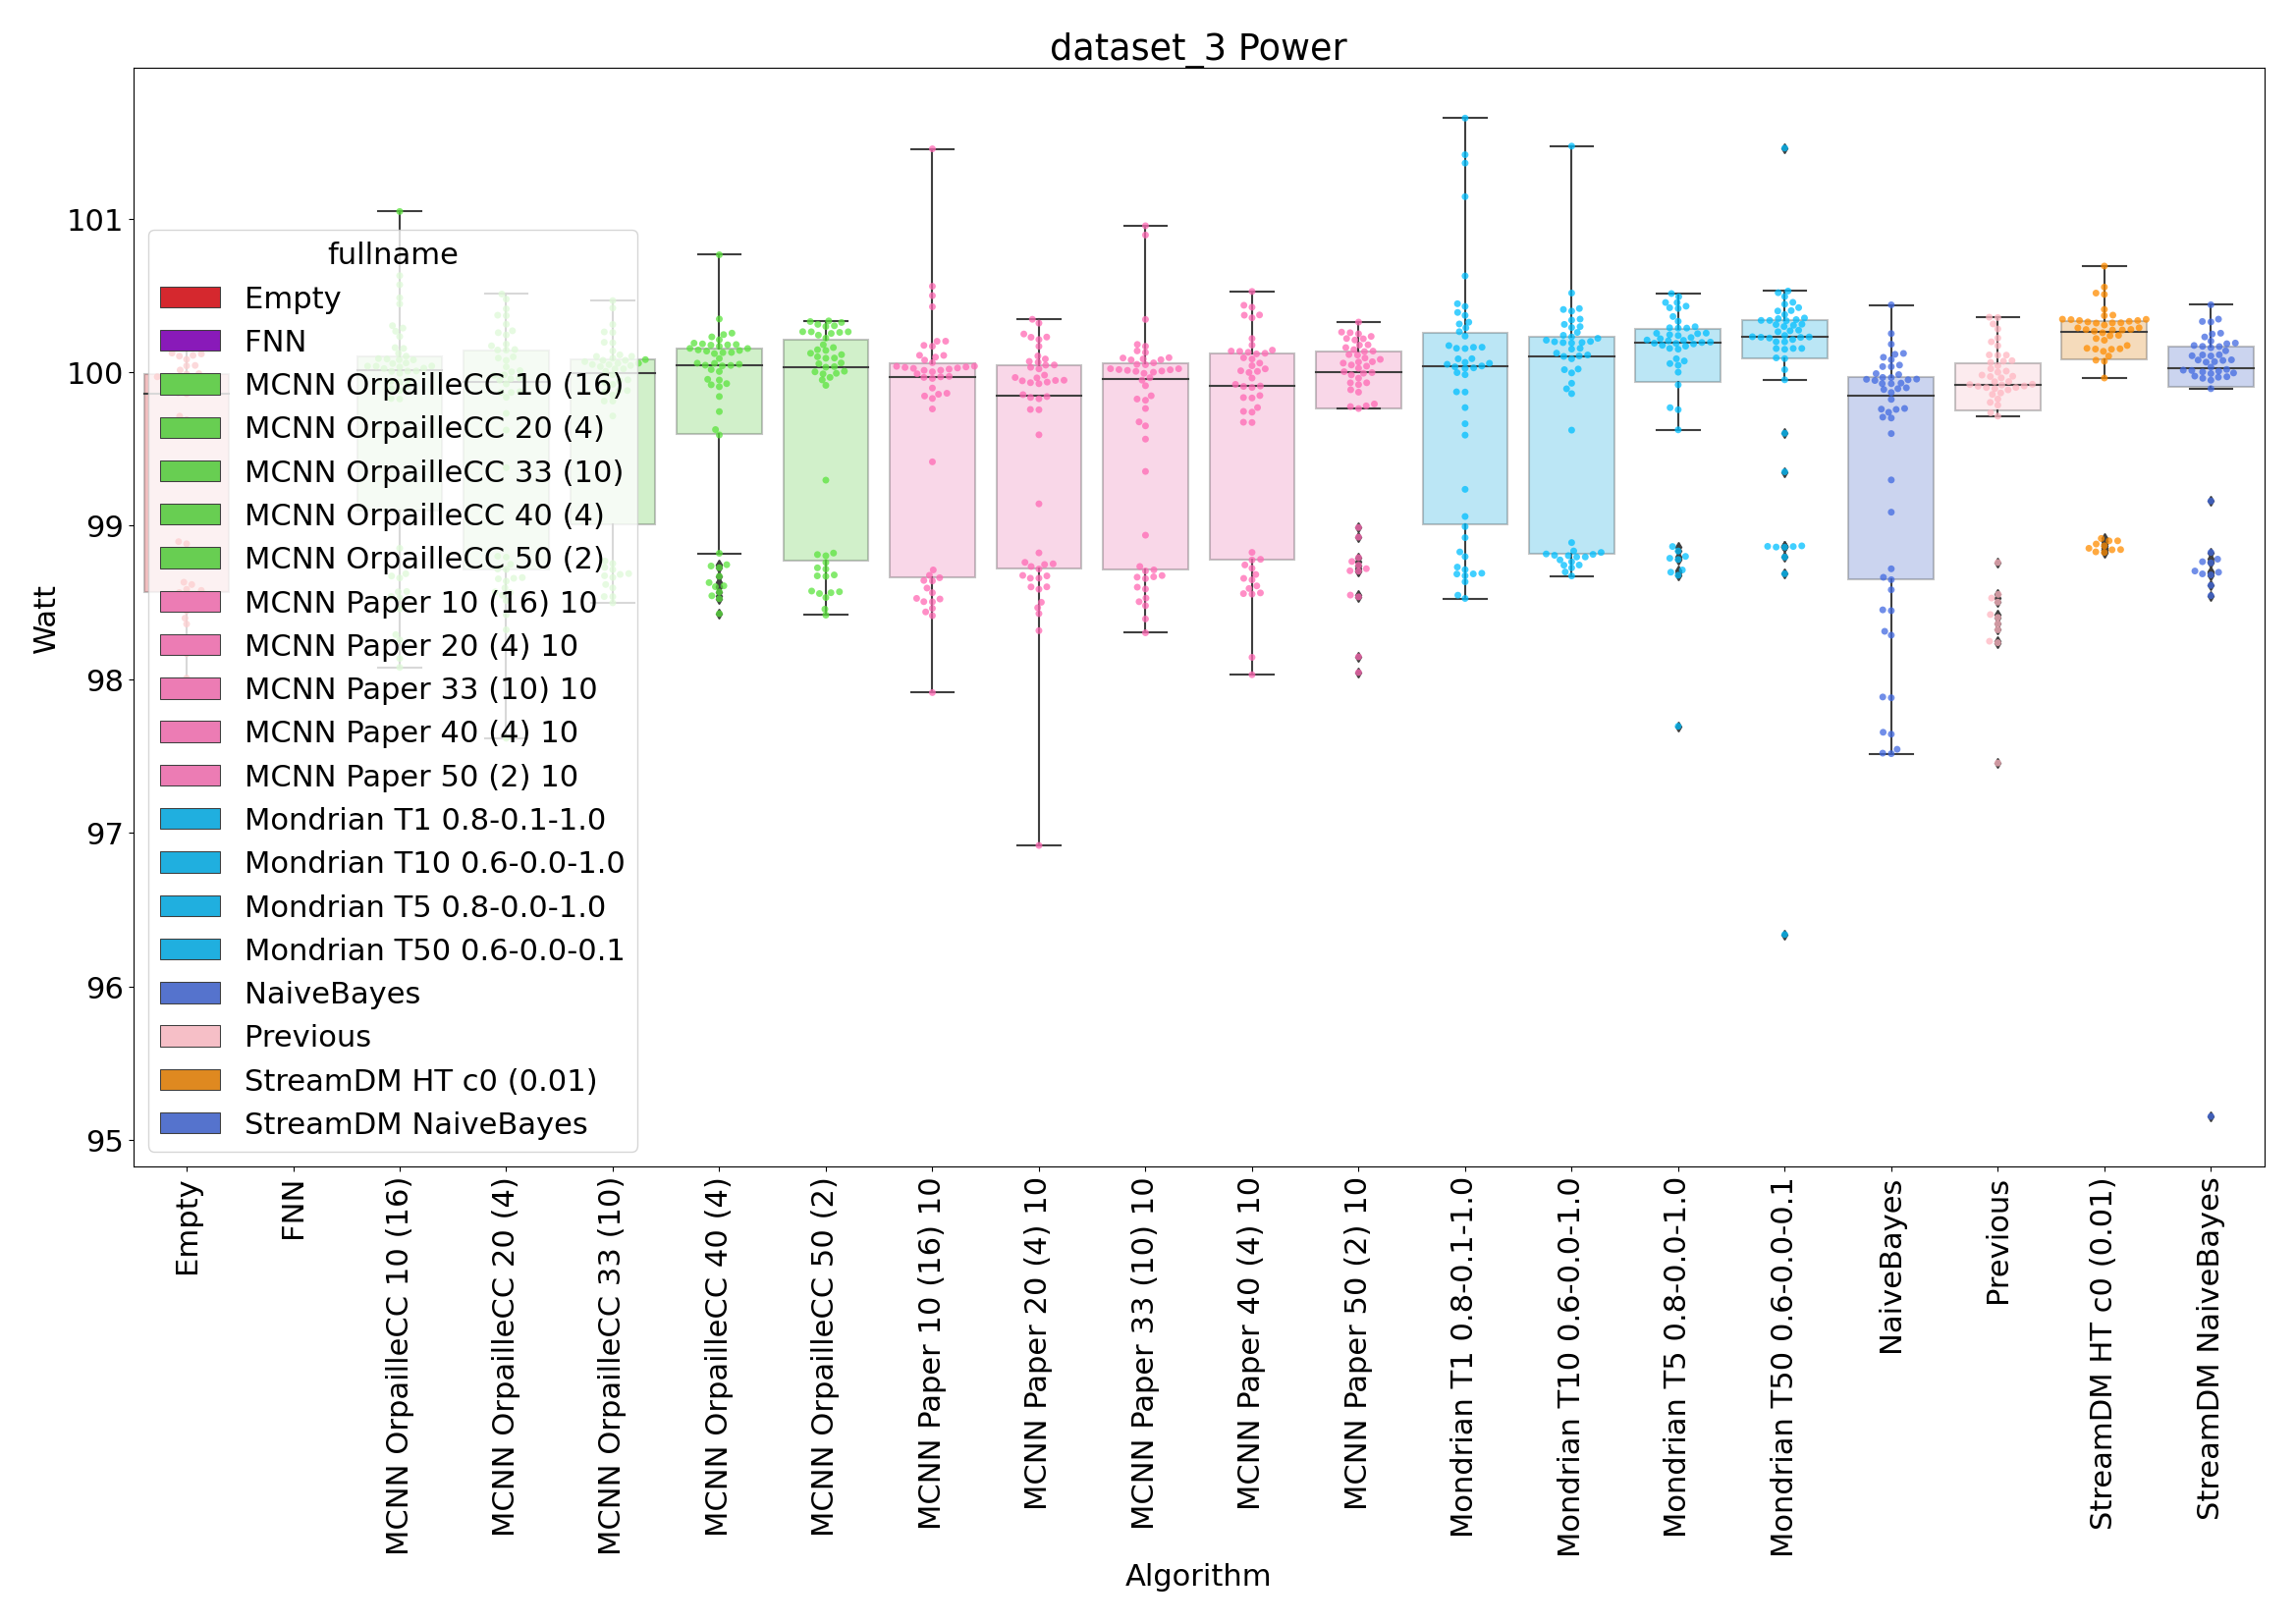 dataset_3 Power
Watt
101
100
99
98
97
96
95
fullname
Empty
FNN
MCNN OrpailleCC 10 (16)
MCNN OrpailleCC 20 (4)
MCNN OrpailleCC 33 (10)
MCNN OrpailleCC 40 (4)
MCNN OrpailleCC 50 (2)
MCNN Paper 10 (16) 10
MCNN Paper 20 (4) 10
MCNN Paper 33 (10) 10
MCNN Paper 40 (4) 10
MCNN Paper 50 (2) 10
Mondrian T1 0.8-0.1-1.0
Mondrian T10 0.6-0.0-1.0
Mondrian T5 0.8-0.0-1.0
Mondrian T50 0.6-0.0-0.1
NaiveBayes
Previous
StreamDM HT c0 (0.01)
StreamDM NaiveBayes
Empty
FNN
MCNN OrpailleCC 10 (16)
MCNN OrpailleCC 20 (4)
MCNN OrpailleCC 33 (10)
MCNN OrpailleCC 40 (4)
MCNN OrpailleCC 50 (2)
MCNN Paper 10 (16) 10
MCNN Paper 20 (4) 10
MCNN Paper 33 (10) 10
MCNN Paper 40 (4) 10
MCNN Paper 50 (2) 10
Mondrian T1 0.8-0.1-1.0
Mondrian T10 0.6-0.0-1.0
Mondrian T5 0.8-0.0-1.0
Mondrian T50 0.6-0.0-0.1
NaiveBayes
Previous
StreamDM HT c0 (0.01)
StreamDM NaiveBayes
Algorithm